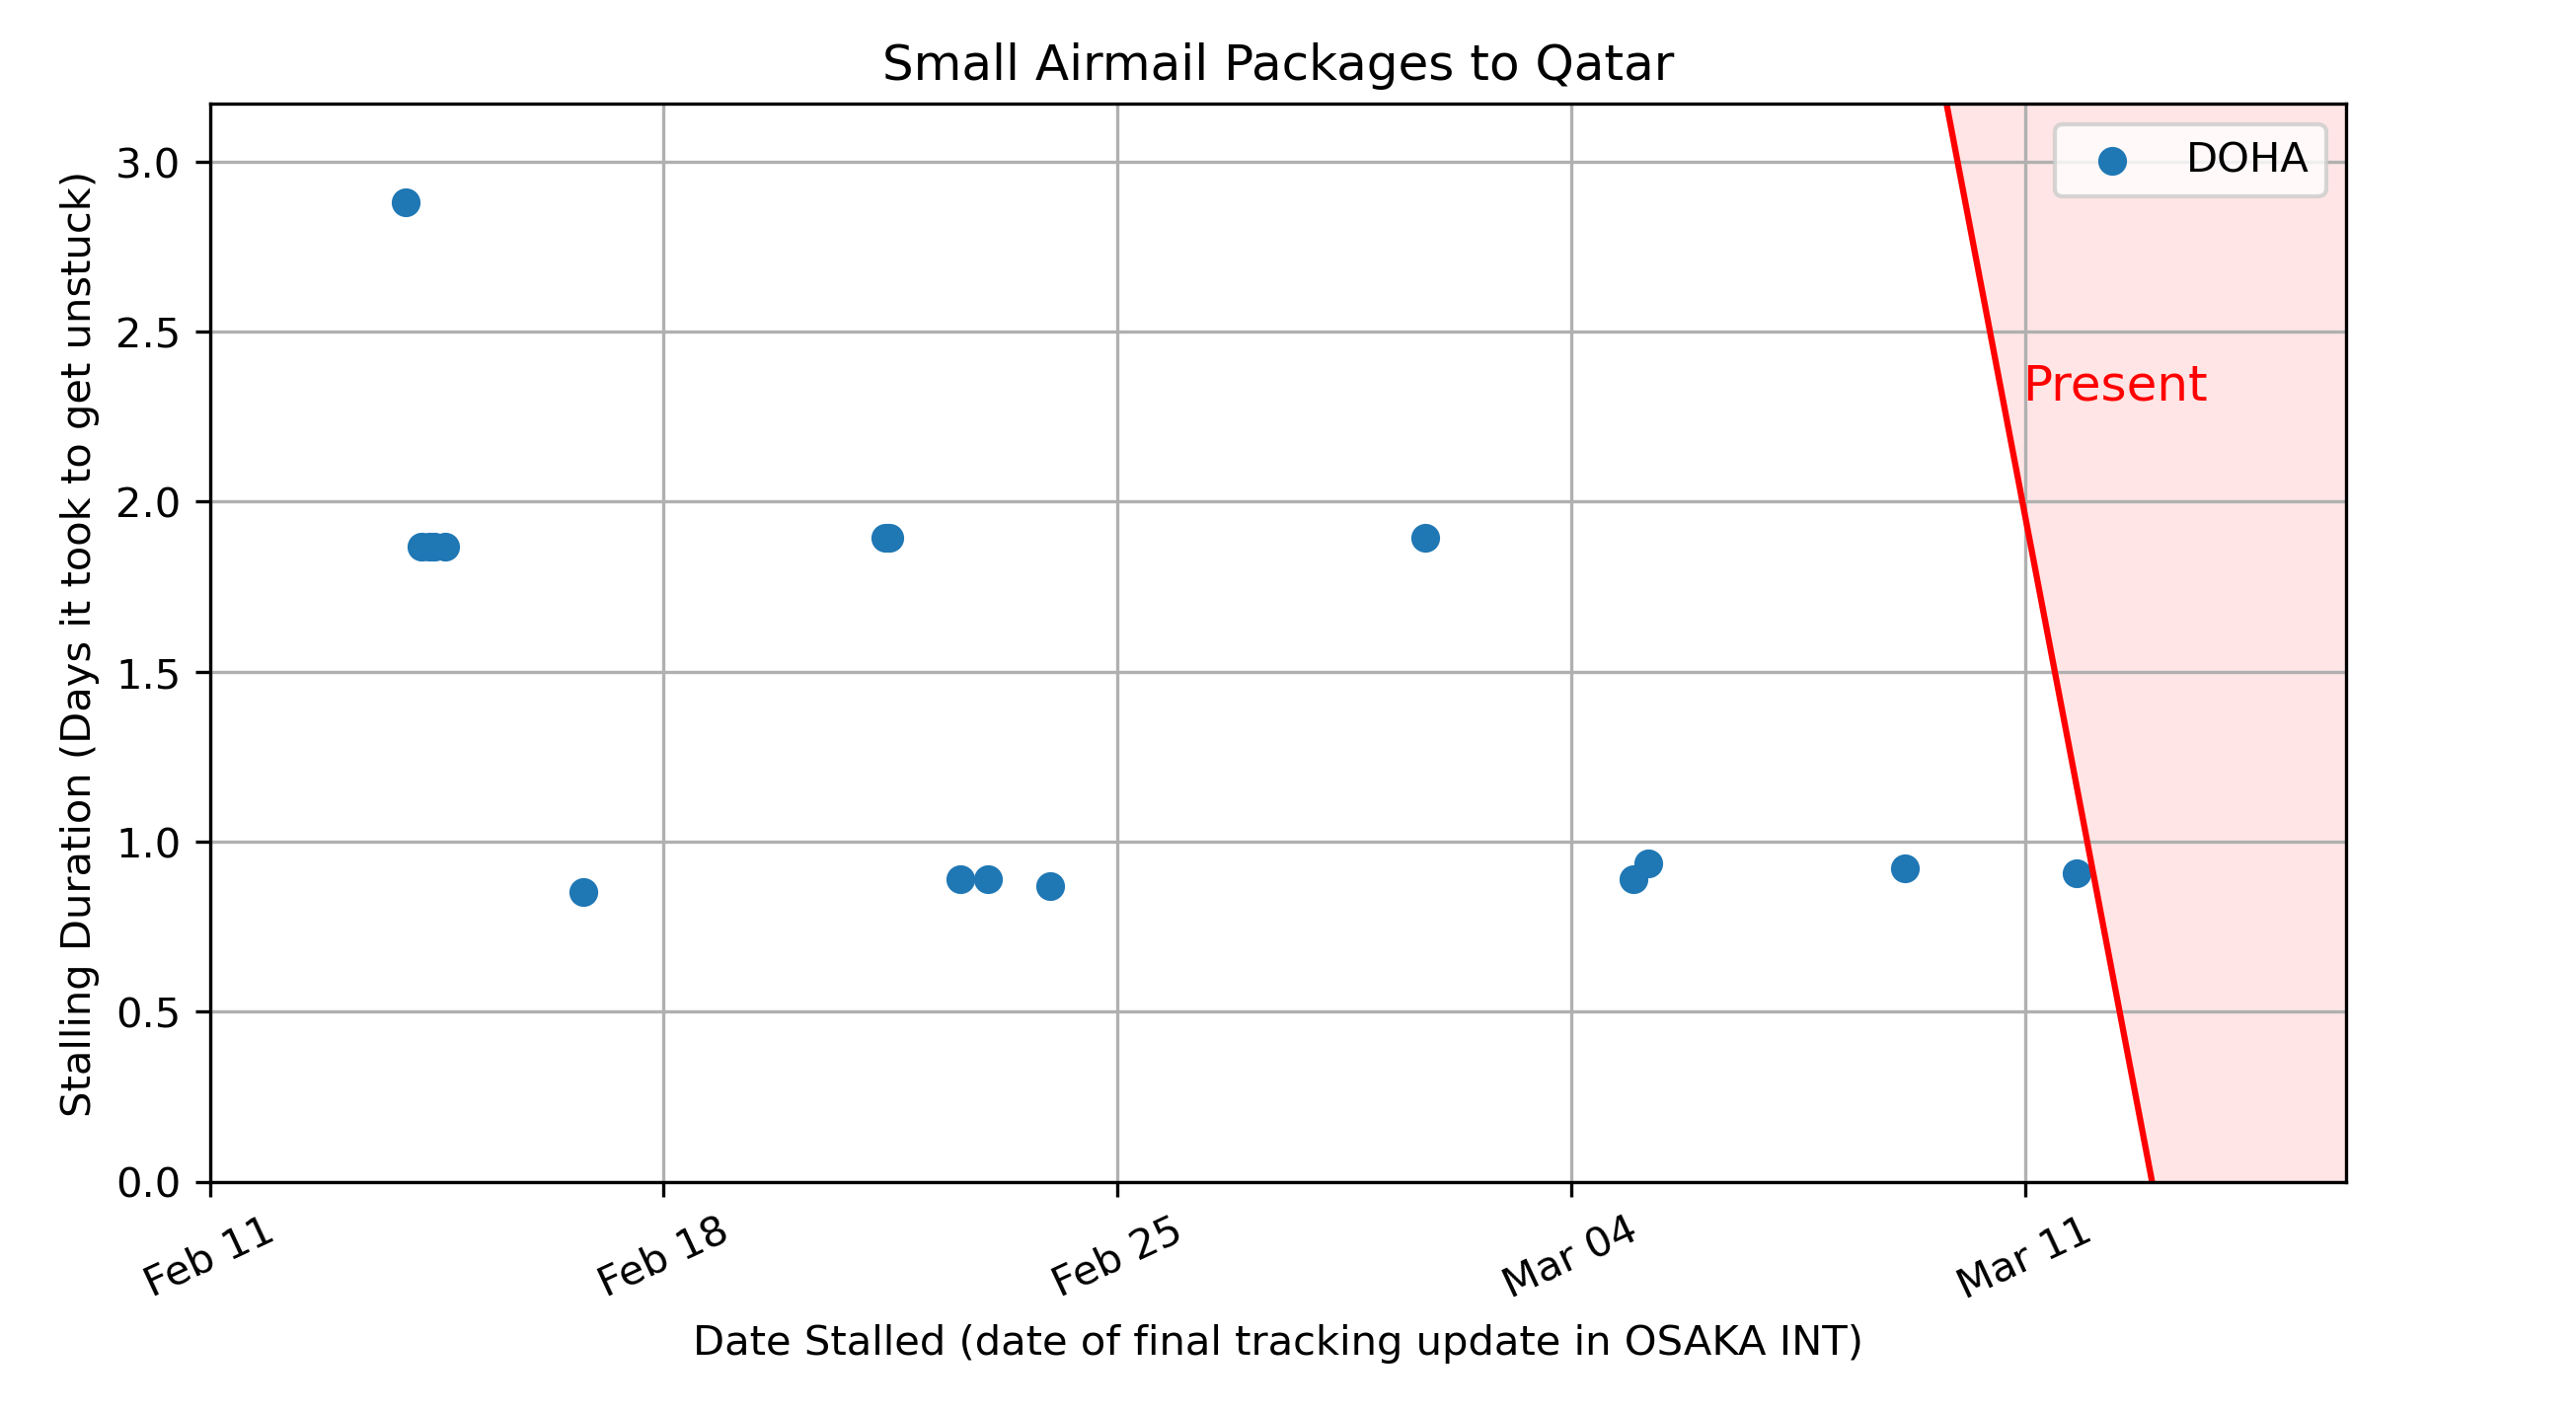 Small Airmail Packages to Qatar
Stalling Duration (Days it took to get unstuck)
3.0
2.5
2.0
1.5
1.0
0.5
0.0
DOHA
Present
Feb 11
Feb 18
Feb 25
Mar 04
Mar 11
Date Stalled (date of final tracking update in OSAKA INT)